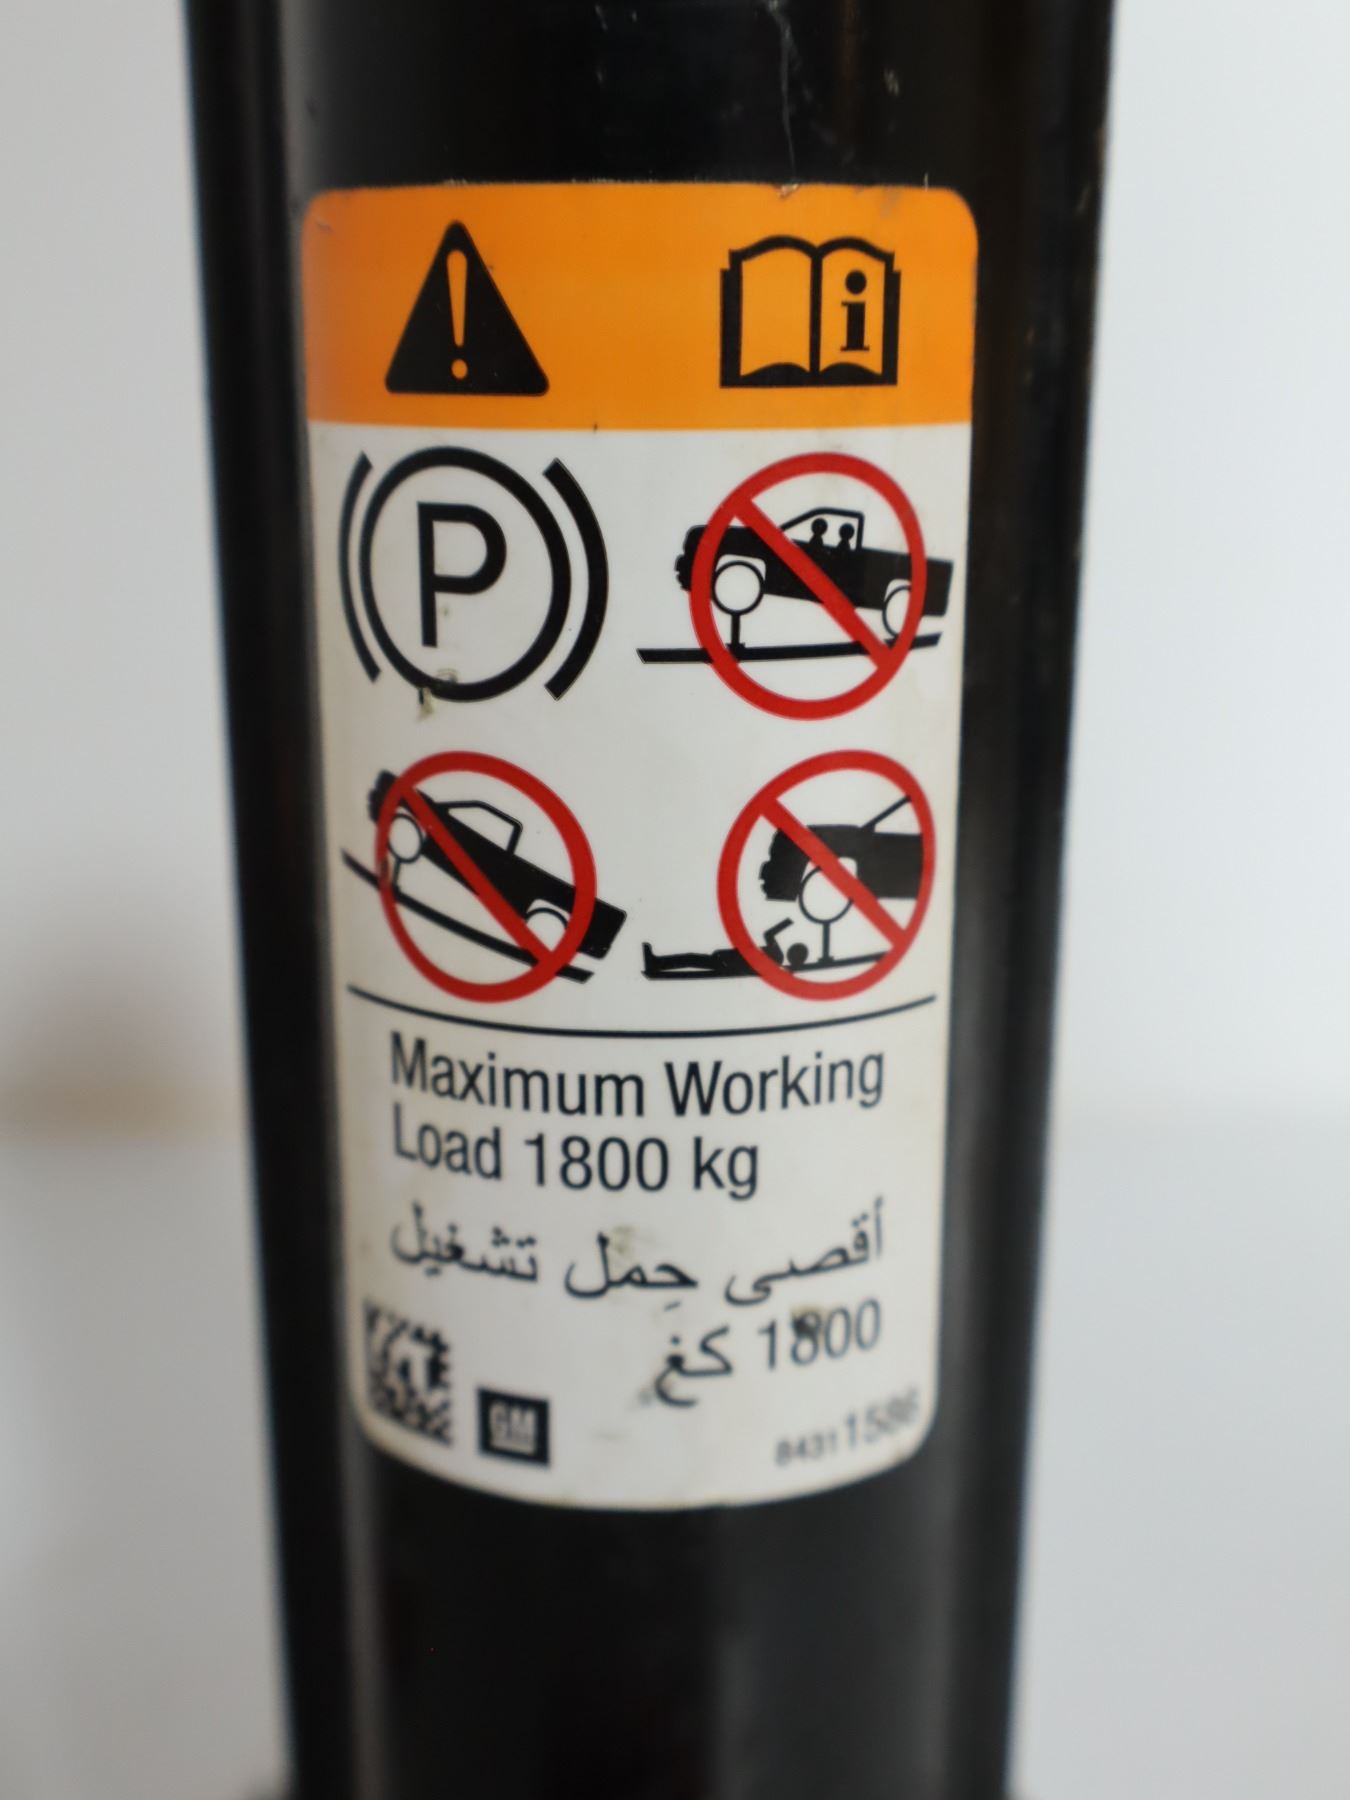 P
Maximum Working
Load 1800 kg
أقصى حِمل تشغيل
1800 كغ
GM
84311586